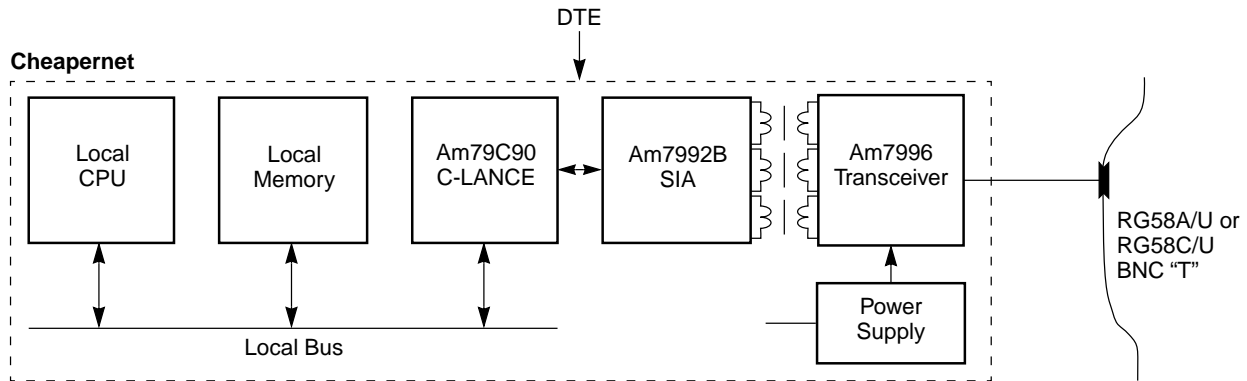 DTE
Cheapernet
Local
CPU
Local
Memory
Am79C90
C-LANCE
Am7992B
SIA
Am7996
Transceiver
RG58A/U or
RG58C/U
BNC “T”
Power
Supply
Local Bus